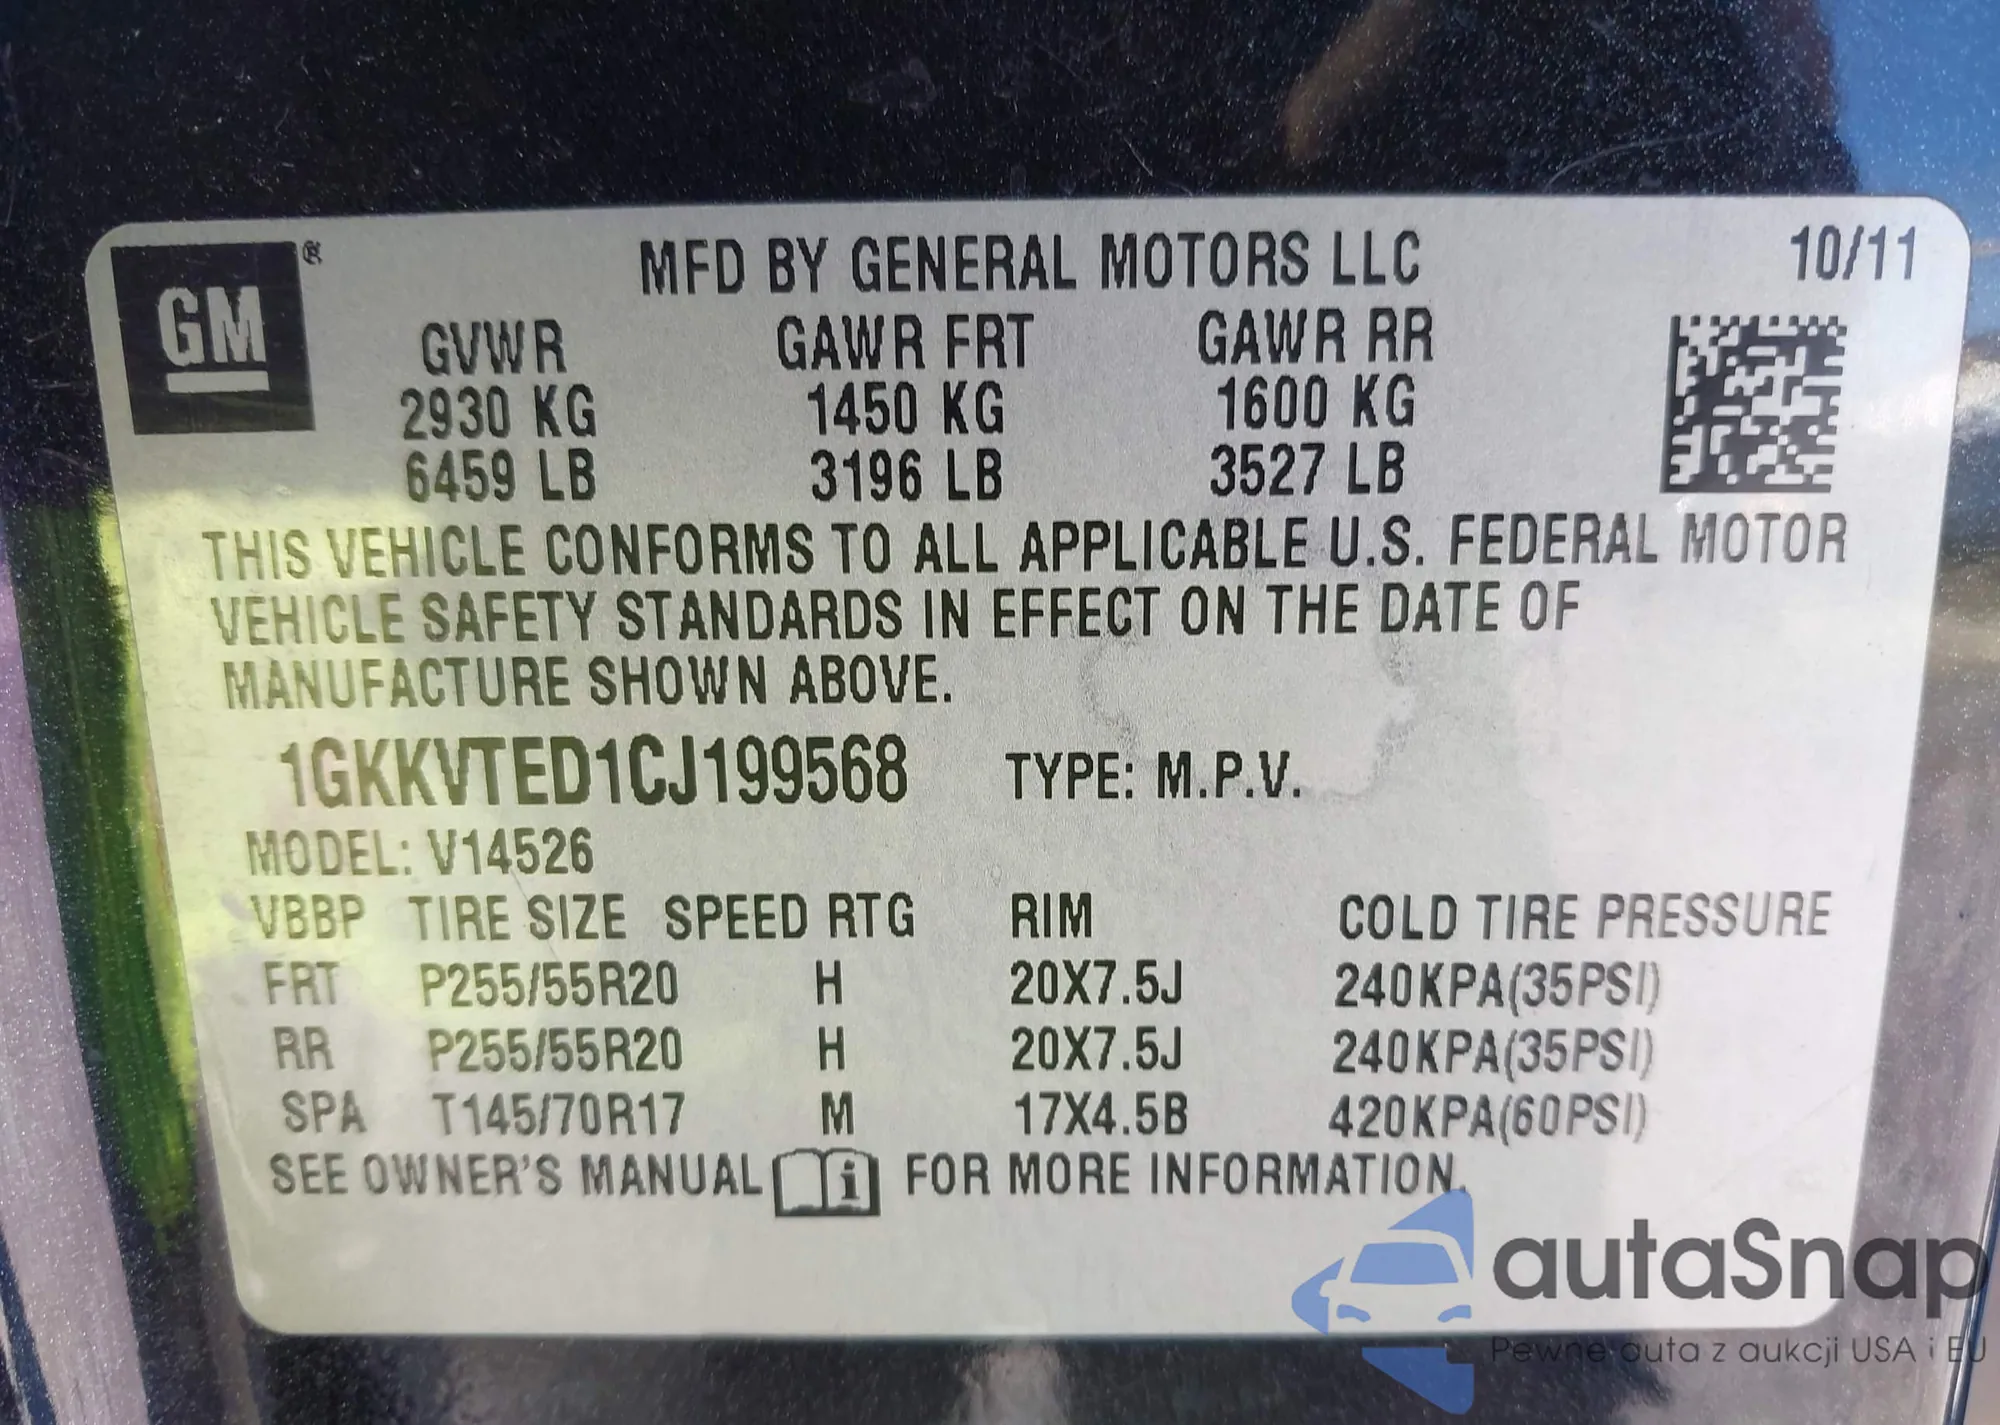 GM ®
MFD BY GENERAL MOTORS LLC 10/11
GVWR GAWR FRT GAWR RR
2930 KG 1450 KG 1600 KG
6459 LB 3196 LB 3527 LB
THIS VEHICLE CONFORMS TO ALL APPLICABLE U.S. FEDERAL MOTOR
VEHICLE SAFETY STANDARDS IN EFFECT ON THE DATE OF
MANUFACTURE SHOWN ABOVE.
1GKKVTED1CJ199568 TYPE: M.P.V.
MODEL: V14526
VBBP TIRE SIZE SPEED RTG RIM COLD TIRE PRESSURE
FRT P255/55R20 H 20X7.5J 240KPA(35PSI)
RR P255/55R20 H 20X7.5J 240KPA(35PSI)
SPA T145/70R17 M 17X4.5B 420KPA(60PSI)
SEE OWNER'S MANUAL i FOR MORE INFORMATION.
autaSnap
Pewne auta z aukcji USA i EU